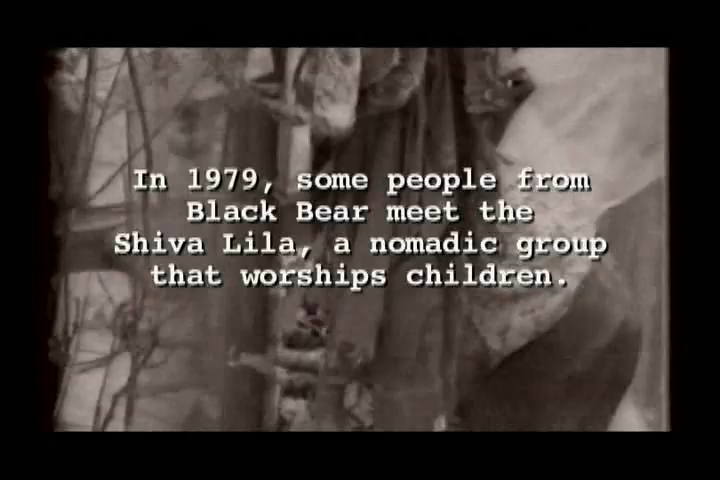 In 1979, some people from
Black Bear meet the
Shiva Lila, a nomadic group
that worships children.